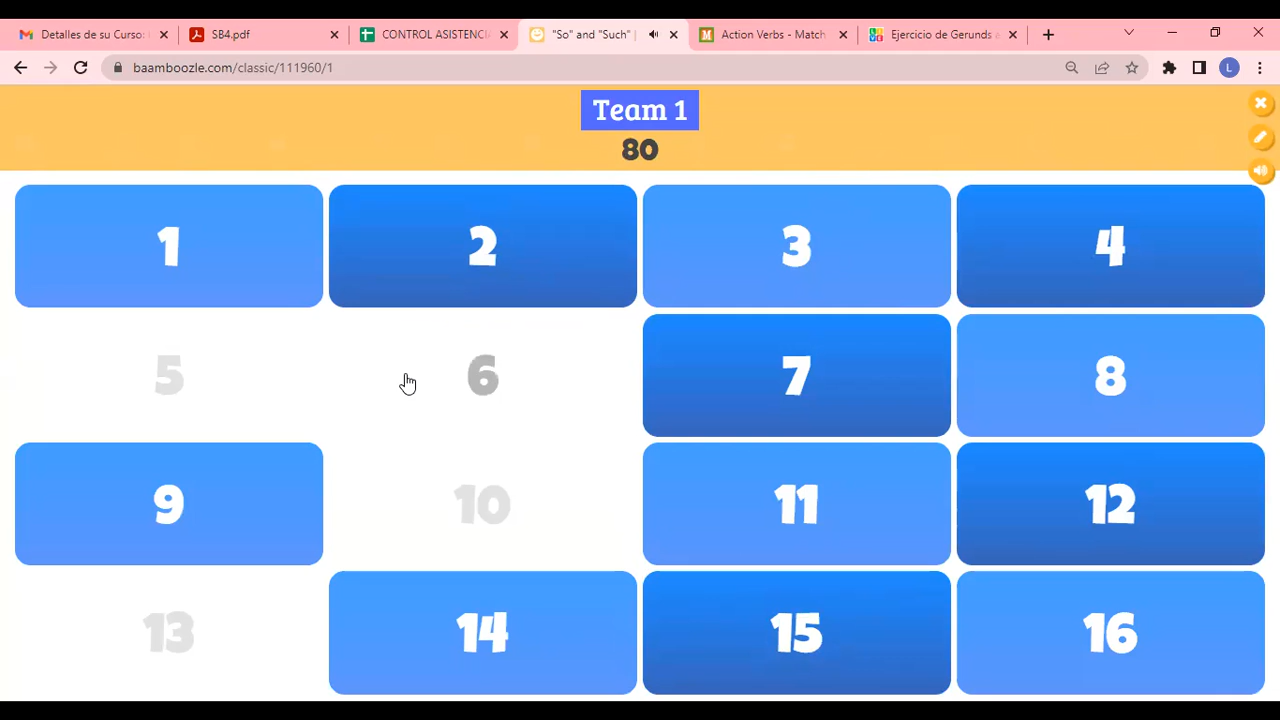 Detalles de su Curso:
SB4.pdf
CONTROL ASISTENCI
"So" and "Such" |
Action Verbs - Match
Ejercicio de Gerunds a
baamboozle.com/classic/111960/1
L
Team 1
80
1 2 3 4
5 6 7 8
9 10 11 12
13 14 15 16